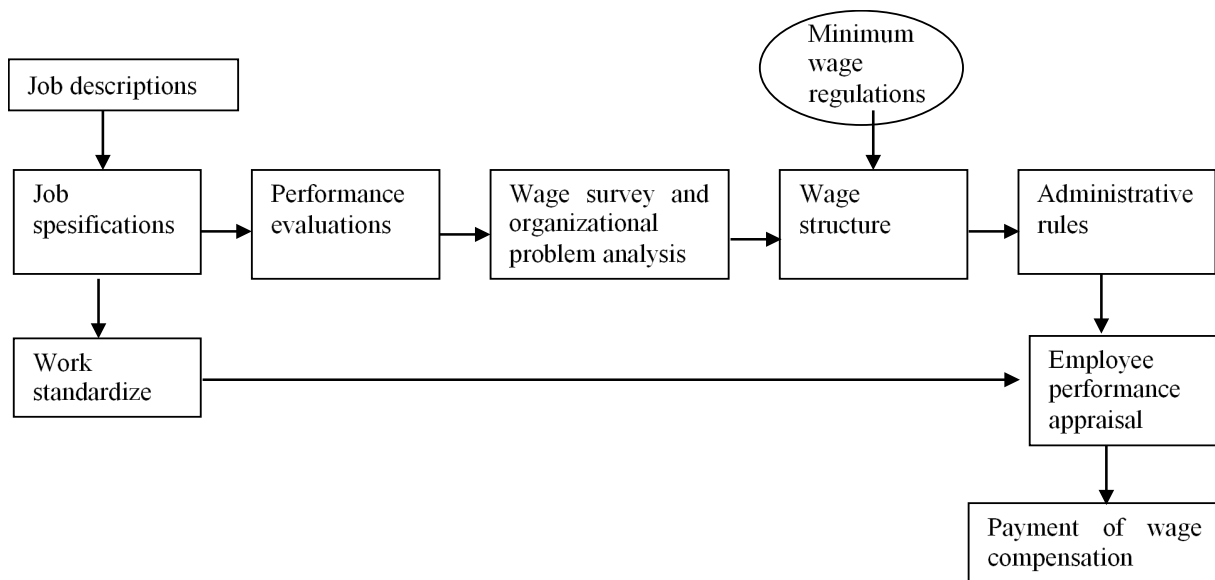 Minimum
wage
regulations
Job descriptions
Job
spesifications
Performance
evaluations
Wage survey and
organizational
problem analysis
Wage
structure
Administrative
rules
Work
standardize
Employee
performance
appraisal
Payment of wage
compensation